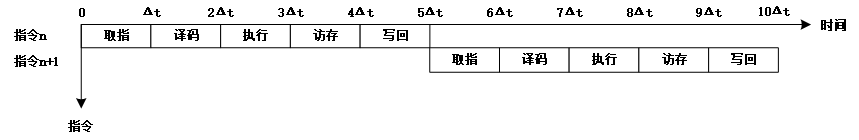 0 Δt 2Δt 3Δt 4Δt 5Δt 6Δt 7Δt 8Δt 9Δt 10Δt 时间
指令n 取指 译码 执行 访存 写回
指令n+1 取指 译码 执行 访存 写回
指令